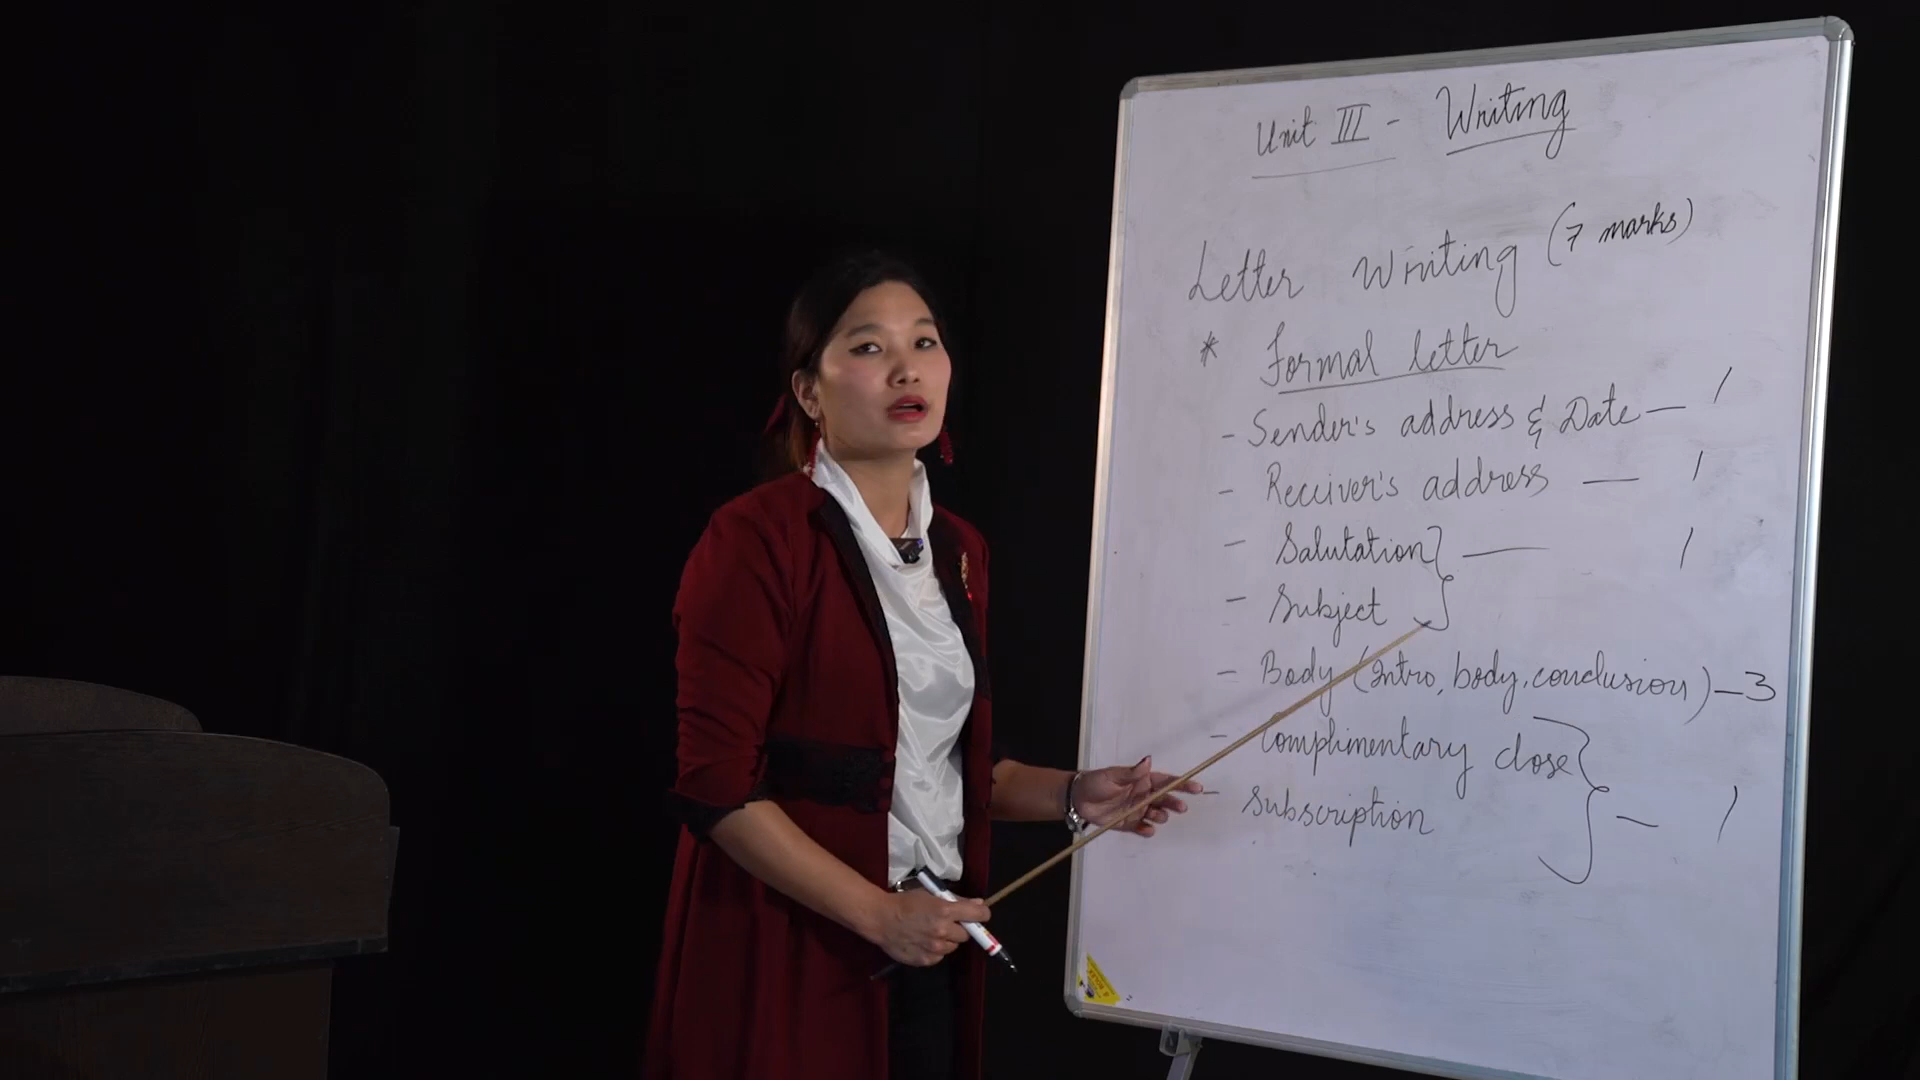 Unit III - Writing
Letter Writing (7 marks)
* Formal letter
- Sender's address & Date — 1
- Receiver's address — 1
- Salutation } — 1
- Subject
- Body (Intro, body, conclusion) - 3
- Complimentary close } — 1
- Subscription